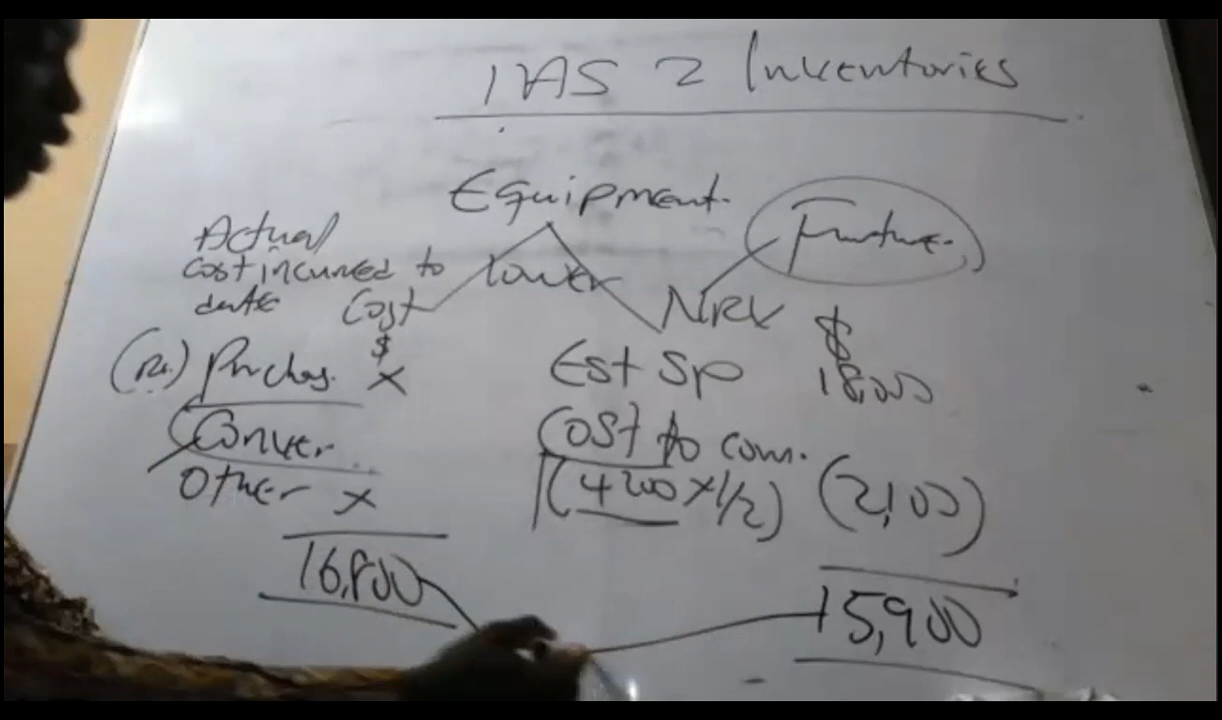 IAS 2 Inventories
Equipment.
Future.
Actual
cost incurred to
date
lower
Cost
NRV
$
$
Purchas. x
Est SP 18,000
Conver.
Cost to com.
Other x
(4200 x 1/2) (2,100)
16,800
15,900